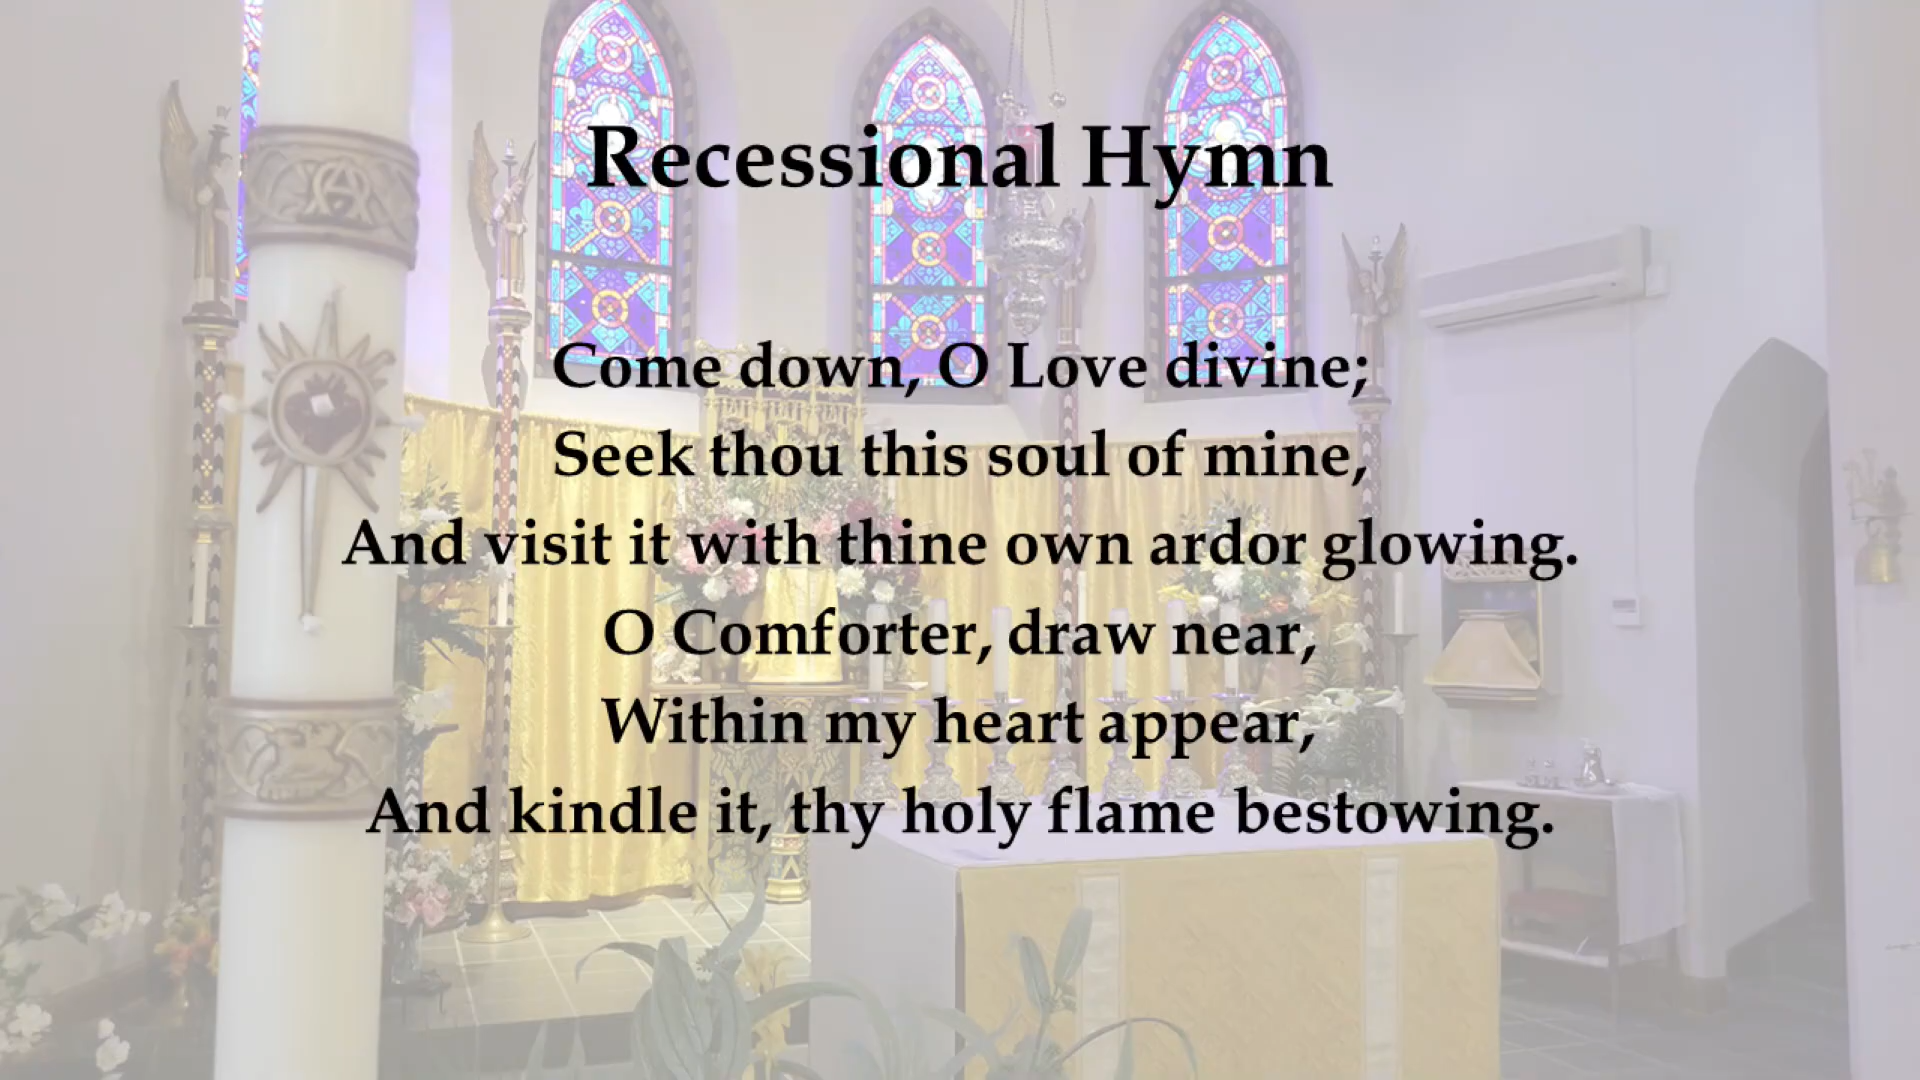 Recessional Hymn
Come down, O Love divine;
Seek thou this soul of mine,
And visit it with thine own ardor glowing.
O Comforter, draw near,
Within my heart appear,
And kindle it, thy holy flame bestowing.